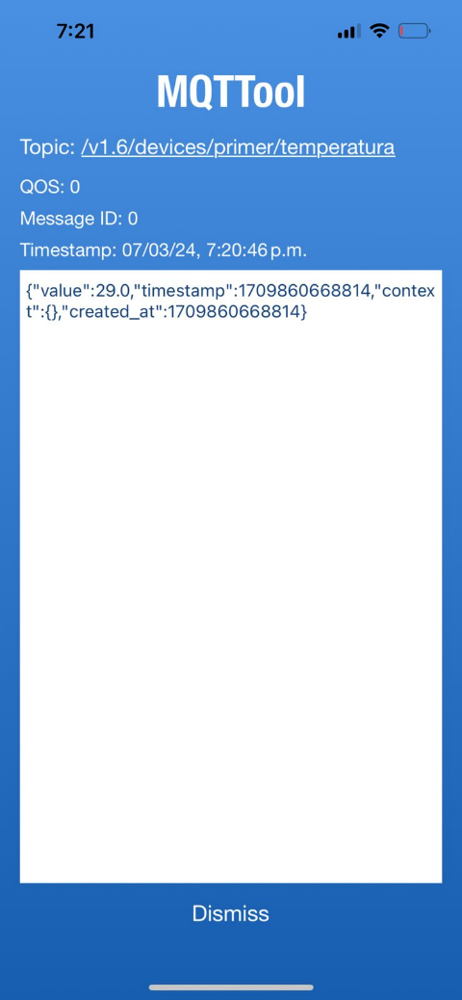 7:21
MQTTool
Topic: /v1.6/devices/primer/temperatura
QOS: 0
Message ID: 0
Timestamp: 07/03/24, 7:20:46 p.m.
{"value":29.0,"timestamp":1709860668814,"contex
t":{},"created_at":1709860668814}
Dismiss